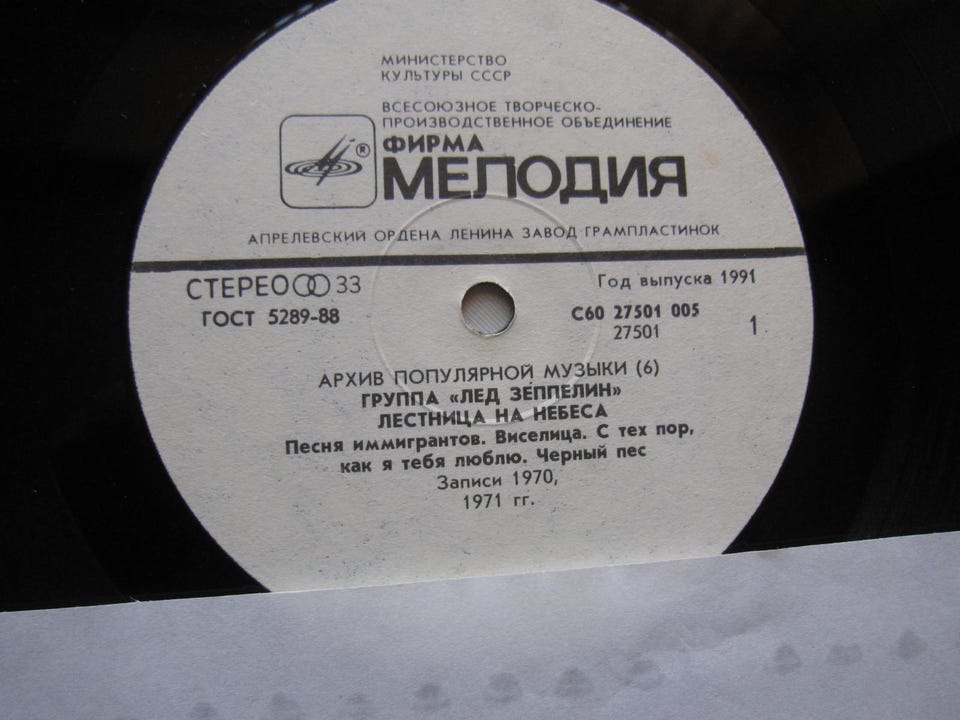 МИНИСТЕРСТВО
КУЛЬТУРЫ СССР
ВСЕСОЮЗНОЕ ТВОРЧЕСКО-
ПРОИЗВОДСТВЕННОЕ ОБЪЕДИНЕНИЕ
®
ФИРМА
МЕЛОДИЯ
АПРЕЛЕВСКИЙ ОРДЕНА ЛЕНИНА ЗАВОД ГРАМПЛАСТИНОК
СТЕРЕО 33
ГОСТ 5289-88
Год выпуска 1991
С60 27501 005
27501
1
АРХИВ ПОПУЛЯРНОЙ МУЗЫКИ (6)
ГРУППА «ЛЕД ЗЕППЕЛИН»
ЛЕСТНИЦА НА НЕБЕСА
Песня иммигрантов. Виселица. С тех пор,
как я тебя люблю. Черный пес
Записи 1970,
1971 гг.